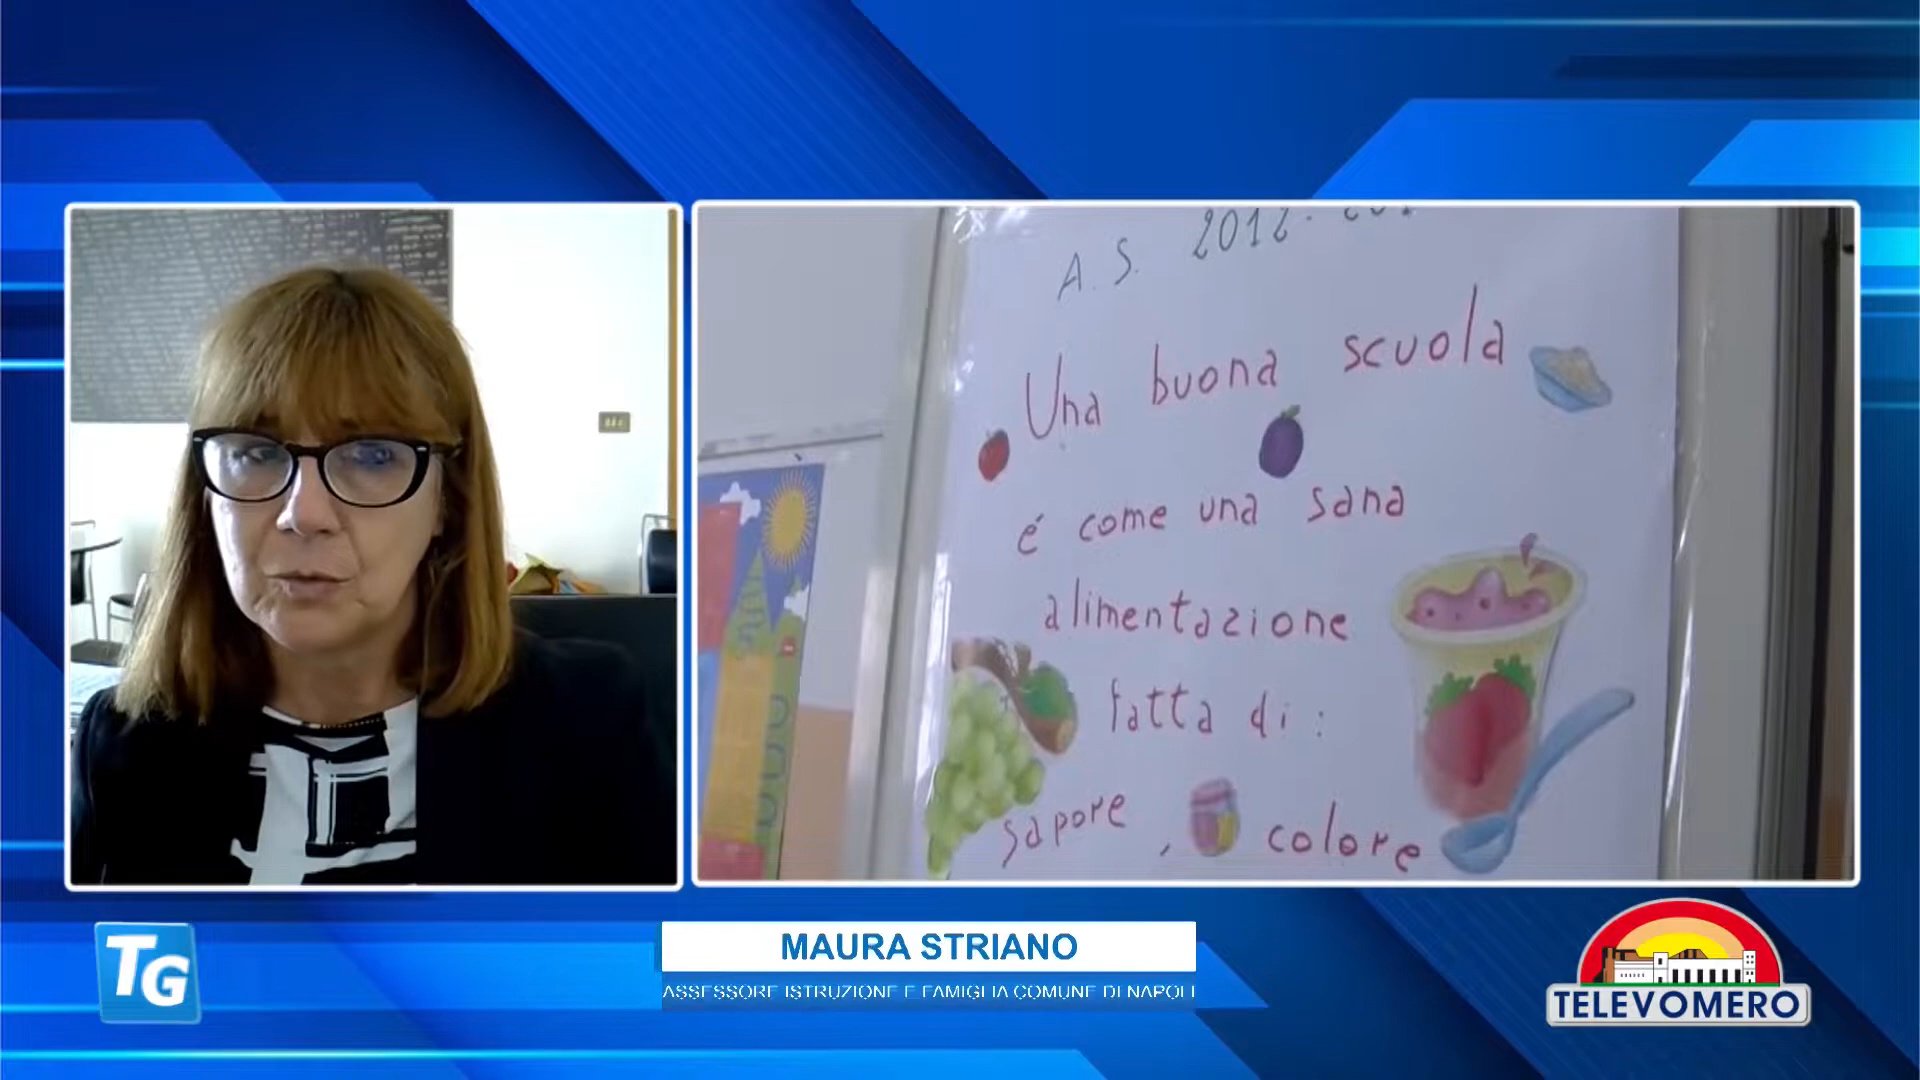 A. S. 2012-
Una buona scuola
é come una sana
alimentazione
fatta di:
sapore, colore
MAURA STRIANO
ASSESSORE ISTRUZIONE E FAMIGLIA COMUNE DI NAPOLI
TG
TELEVOMERO